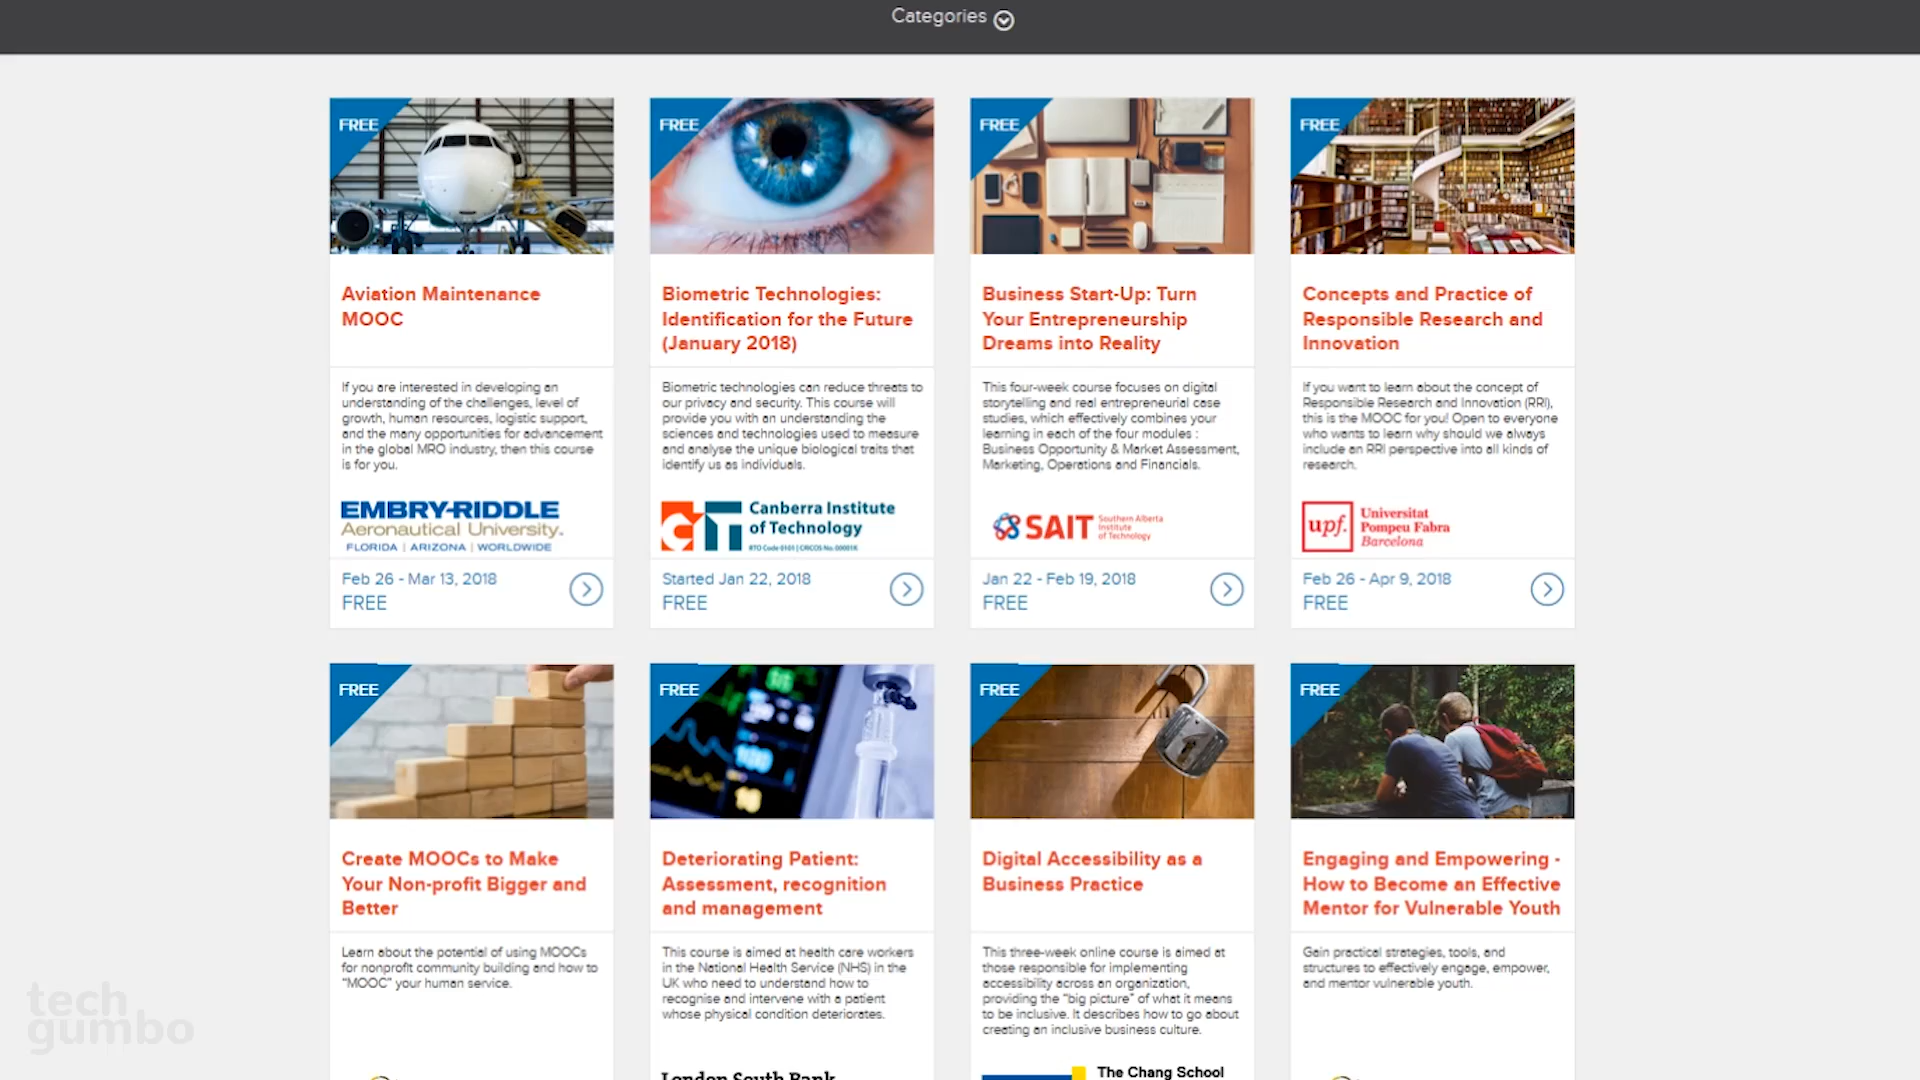 Categories
FREE
FREE
FREE
FREE
Aviation Maintenance
MOOC
If you are interested in developing an
understanding of the challenges, level of
growth, human resources, logistic support,
and the many opportunities for advancement
in the global MRO industry, then this course
is for you.
EMBRY-RIDDLE
Aeronautical University.
FLORIDA | ARIZONA | WORLDWIDE
Feb 26 - Mar 13, 2018
FREE
Biometric Technologies:
Identification for the Future
(January 2018)
Biometric technologies can reduce threats to
our privacy and security. This course will
provide you with an understanding the
sciences and technologies used to measure
and analyse the unique biological traits that
identify us as individuals.
CIT
Canberra Institute
of Technology
RTO Code 0101 | CRICOS No. 00001K
Started Jan 22, 2018
FREE
Business Start-Up: Turn
Your Entrepreneurship
Dreams into Reality
This four-week course focuses on digital
storytelling and real entrepreneurial case
studies, which effectively combines your
learning in each of the four modules :
Business Opportunity & Market Assessment,
Marketing, Operations and Financials.
SAIT
Southern Alberta
Institute
of Technology
Jan 22 - Feb 19, 2018
FREE
Concepts and Practice of
Responsible Research and
Innovation
If you want to learn about the concept of
Responsible Research and Innovation (RRI),
this is the MOOC for you! Open to everyone
who wants to learn why should we always
include an RRI perspective into all kinds of
research.
upf.
Universitat
Pompeu Fabra
Barcelona
Feb 26 - Apr 9, 2018
FREE
FREE
FREE
FREE
FREE
Create MOOCs to Make
Your Non-profit Bigger and
Better
Learn about the potential of using MOOCs
for nonprofit community building and how to
"MOOC" your human service.
Deteriorating Patient:
Assessment, recognition
and management
This course is aimed at health care workers
in the National Health Service (NHS) in the
UK who need to understand how to
recognise and intervene with a patient
whose physical condition deteriorates.
London South Bank
Digital Accessibility as a
Business Practice
This three-week online course is aimed at
those responsible for implementing
accessibility across an organization,
providing the "big picture" of what it means
to be inclusive. It describes how to go about
creating an inclusive business culture.
The Chang School
Engaging and Empowering -
How to Become an Effective
Mentor for Vulnerable Youth
Gain practical strategies, tools, and
structures to effectively engage, empower,
and mentor vulnerable youth.
tech
gumbo